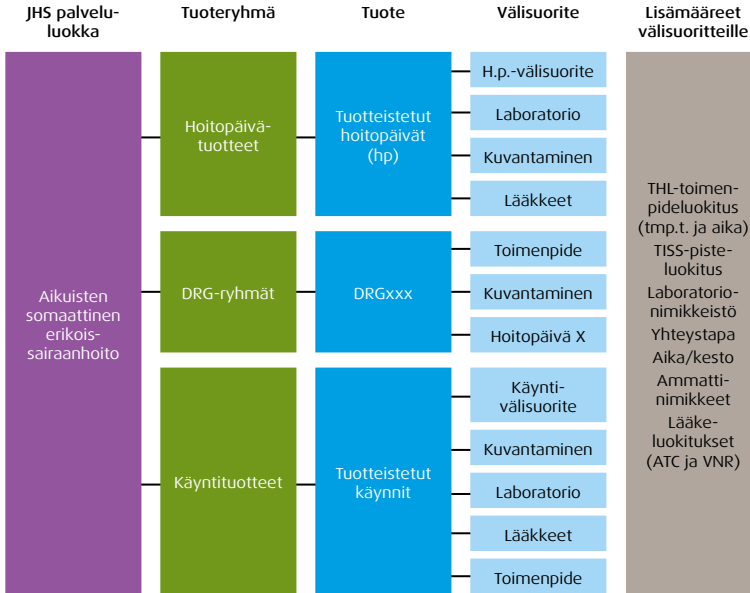 JHS palvelu-
luokka
Tuoteryhmä
Tuote
Välisuorite
Lisämääreet
välisuoritteille
Aikuisten
somaattinen
erikois-
sairaanhoito
Hoitopäivä-
tuotteet
Tuotteistetut
hoitopäivät
(hp)
H.p.-välisuorite
Laboratorio
Kuvantaminen
Lääkkeet
DRG-ryhmät
DRGxxx
Toimenpide
Kuvantaminen
Hoitopäivä X
Käyntituotteet
Tuotteistetut
käynnit
Käynti-
välisuorite
Kuvantaminen
Laboratorio
Lääkkeet
Toimenpide
THL-toimen-
pideluokitus
(tmp.t. ja aika)
TISS-piste-
luokitus
Laboratorio-
nimikkeistö
Yhteystapa
Aika/kesto
Ammatti-
nimikkeet
Lääke-
luokitukset
(ATC ja VNR)